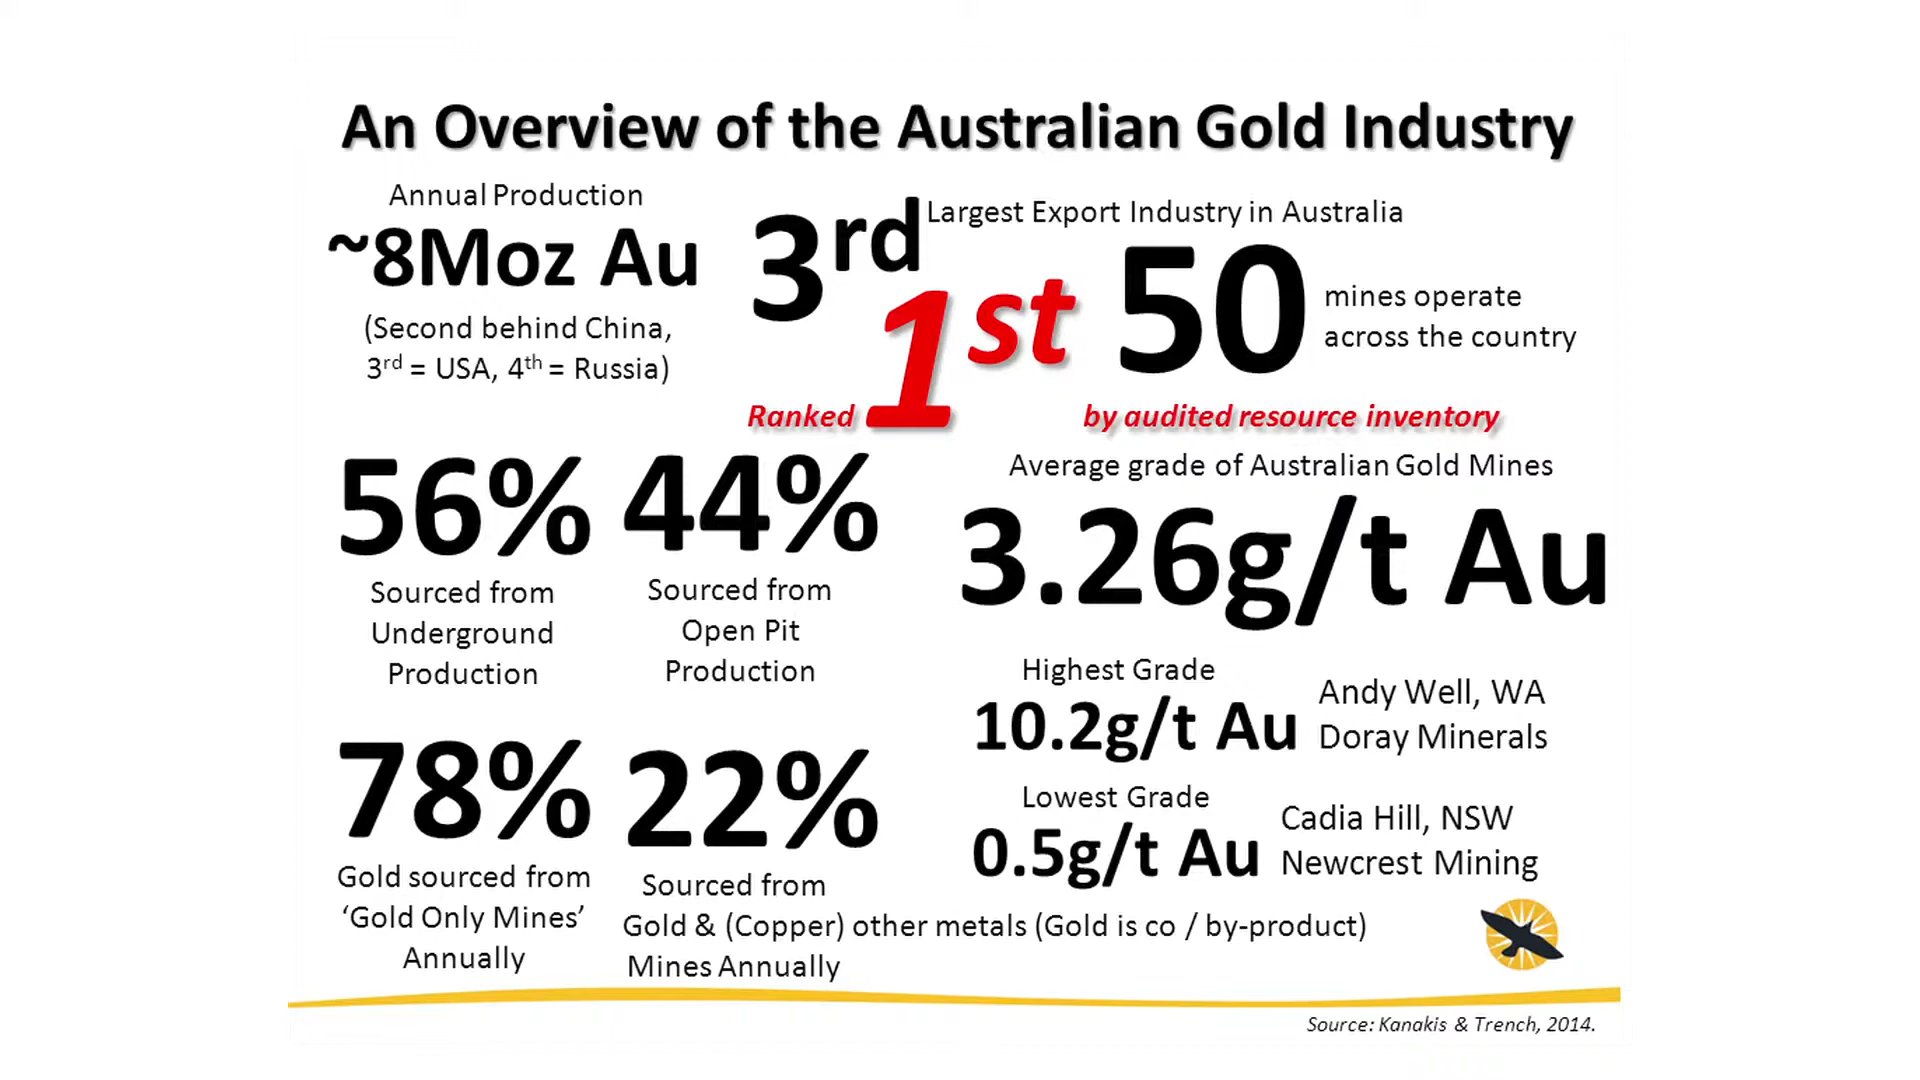 An Overview of the Australian Gold Industry
Annual Production
~8Moz Au
(Second behind China,
3rd = USA, 4th = Russia)
3rd Largest Export Industry in Australia
50 mines operate
across the country
Ranked 1st by audited resource inventory
56%
Sourced from
Underground
Production
44%
Sourced from
Open Pit
Production
Average grade of Australian Gold Mines
3.26g/t Au
Highest Grade
10.2g/t Au
Andy Well, WA
Doray Minerals
Lowest Grade
0.5g/t Au
Cadia Hill, NSW
Newcrest Mining
78%
Gold sourced from
‘Gold Only Mines’
Annually
22%
Sourced from
Gold & (Copper) other metals (Gold is co / by-product)
Mines Annually
Source: Kanakis & Trench, 2014.